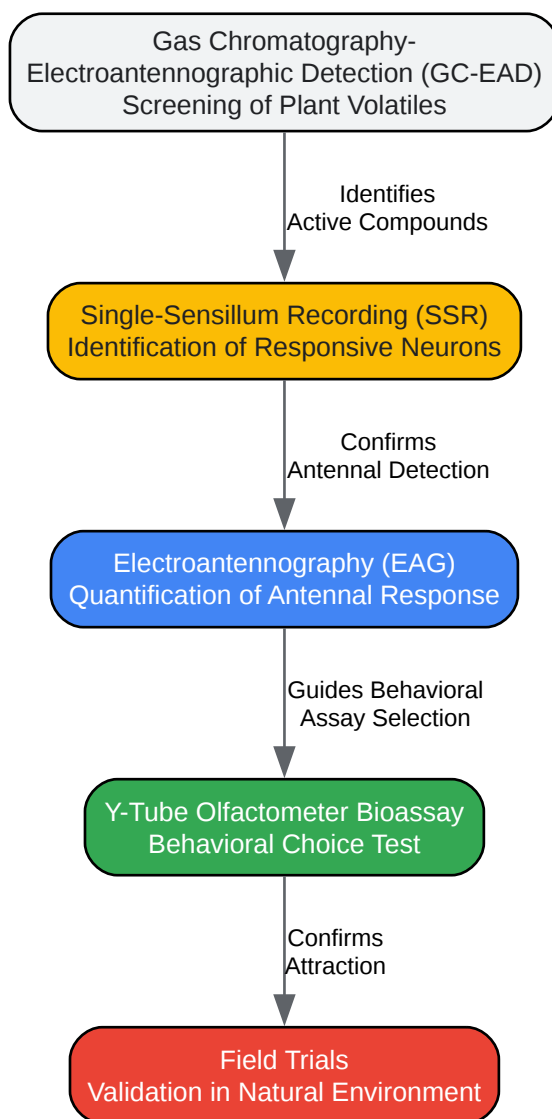 Gas Chromatography-
Electroantennographic Detection (GC-EAD)
Screening of Plant Volatiles
Identifies
Active Compounds
Single-Sensillum Recording (SSR)
Identification of Responsive Neurons
Confirms
Antennal Detection
Electroantennography (EAG)
Quantification of Antennal Response
Guides Behavioral
Assay Selection
Y-Tube Olfactometer Bioassay
Behavioral Choice Test
Confirms
Attraction
Field Trials
Validation in Natural Environment